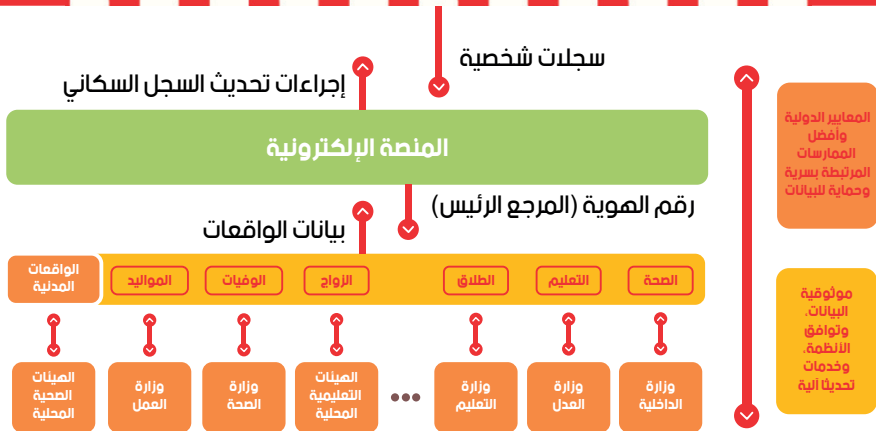 سجلات شخصية
إجراءات تحديث السجل السكاني
المنصة الإلكترونية
رقم الهوية (المرجع الرئيس)
بيانات الواقعات
الصحة
التعليم
الطلاق
الزواج
الوفيات
المواليد
الواقعات
المدنية
وزارة
الداخلية
وزارة
العدل
وزارة
التعليم
الهيئات
التعليمية
المحلية
وزارة
الصحة
وزارة
العمل
الهيئات
الصحية
المحلية
المعايير الدولية
وأفضل
الممارسات
المرتبطة بسرية
وحماية للبيانات
موثوقية
البيانات،
وتوافق
الأنظمة،
وخدمات
تحديثا آلية